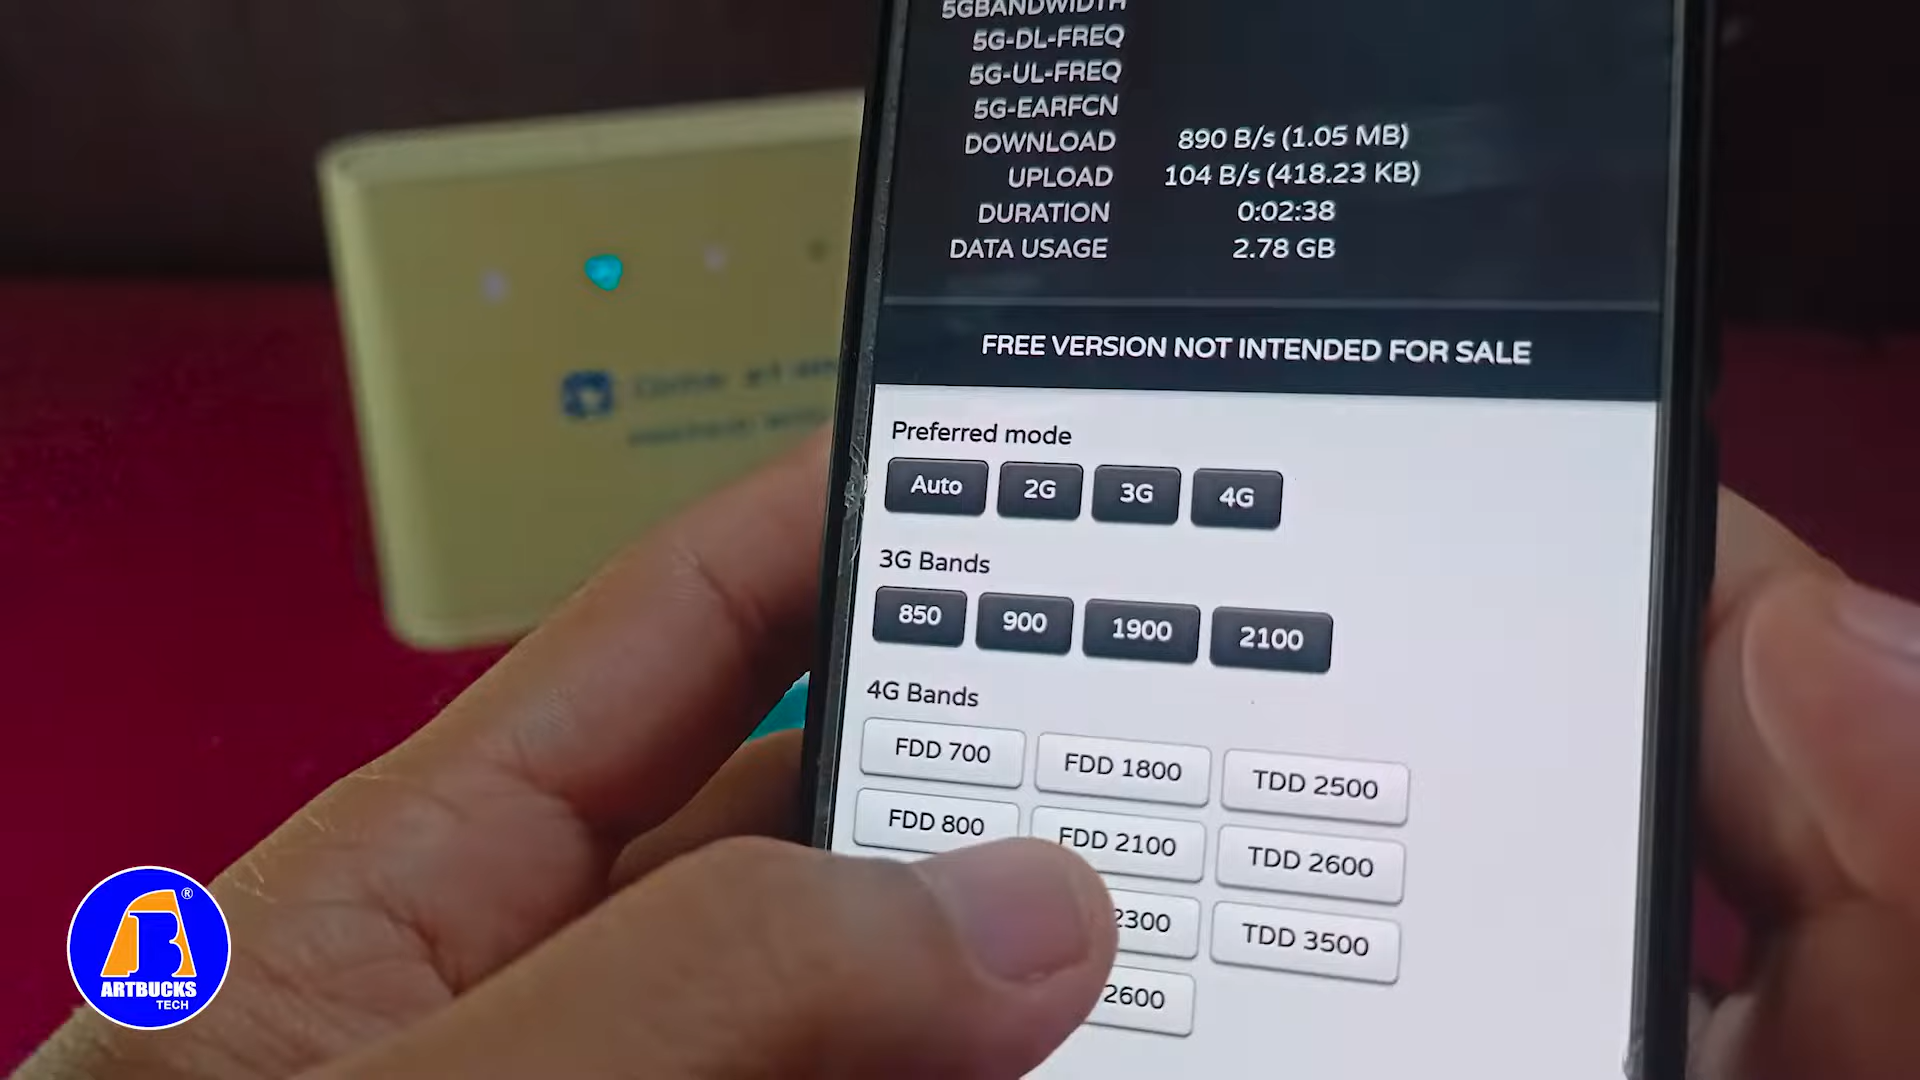 5GBANDWIDTH
5G-DL-FREQ
5G-UL-FREQ
5G-EARFCN
DOWNLOAD 890 B/s (1.05 MB)
UPLOAD 104 B/s (418.23 KB)
DURATION 0:02:38
DATA USAGE 2.78 GB
FREE VERSION NOT INTENDED FOR SALE
Preferred mode
Auto 2G 3G 4G
3G Bands
850 900 1900 2100
4G Bands
FDD 700 FDD 1800 TDD 2500
FDD 800 FDD 2100 TDD 2600
2300 TDD 3500
2600
AB®
ARTBUCKS
TECH